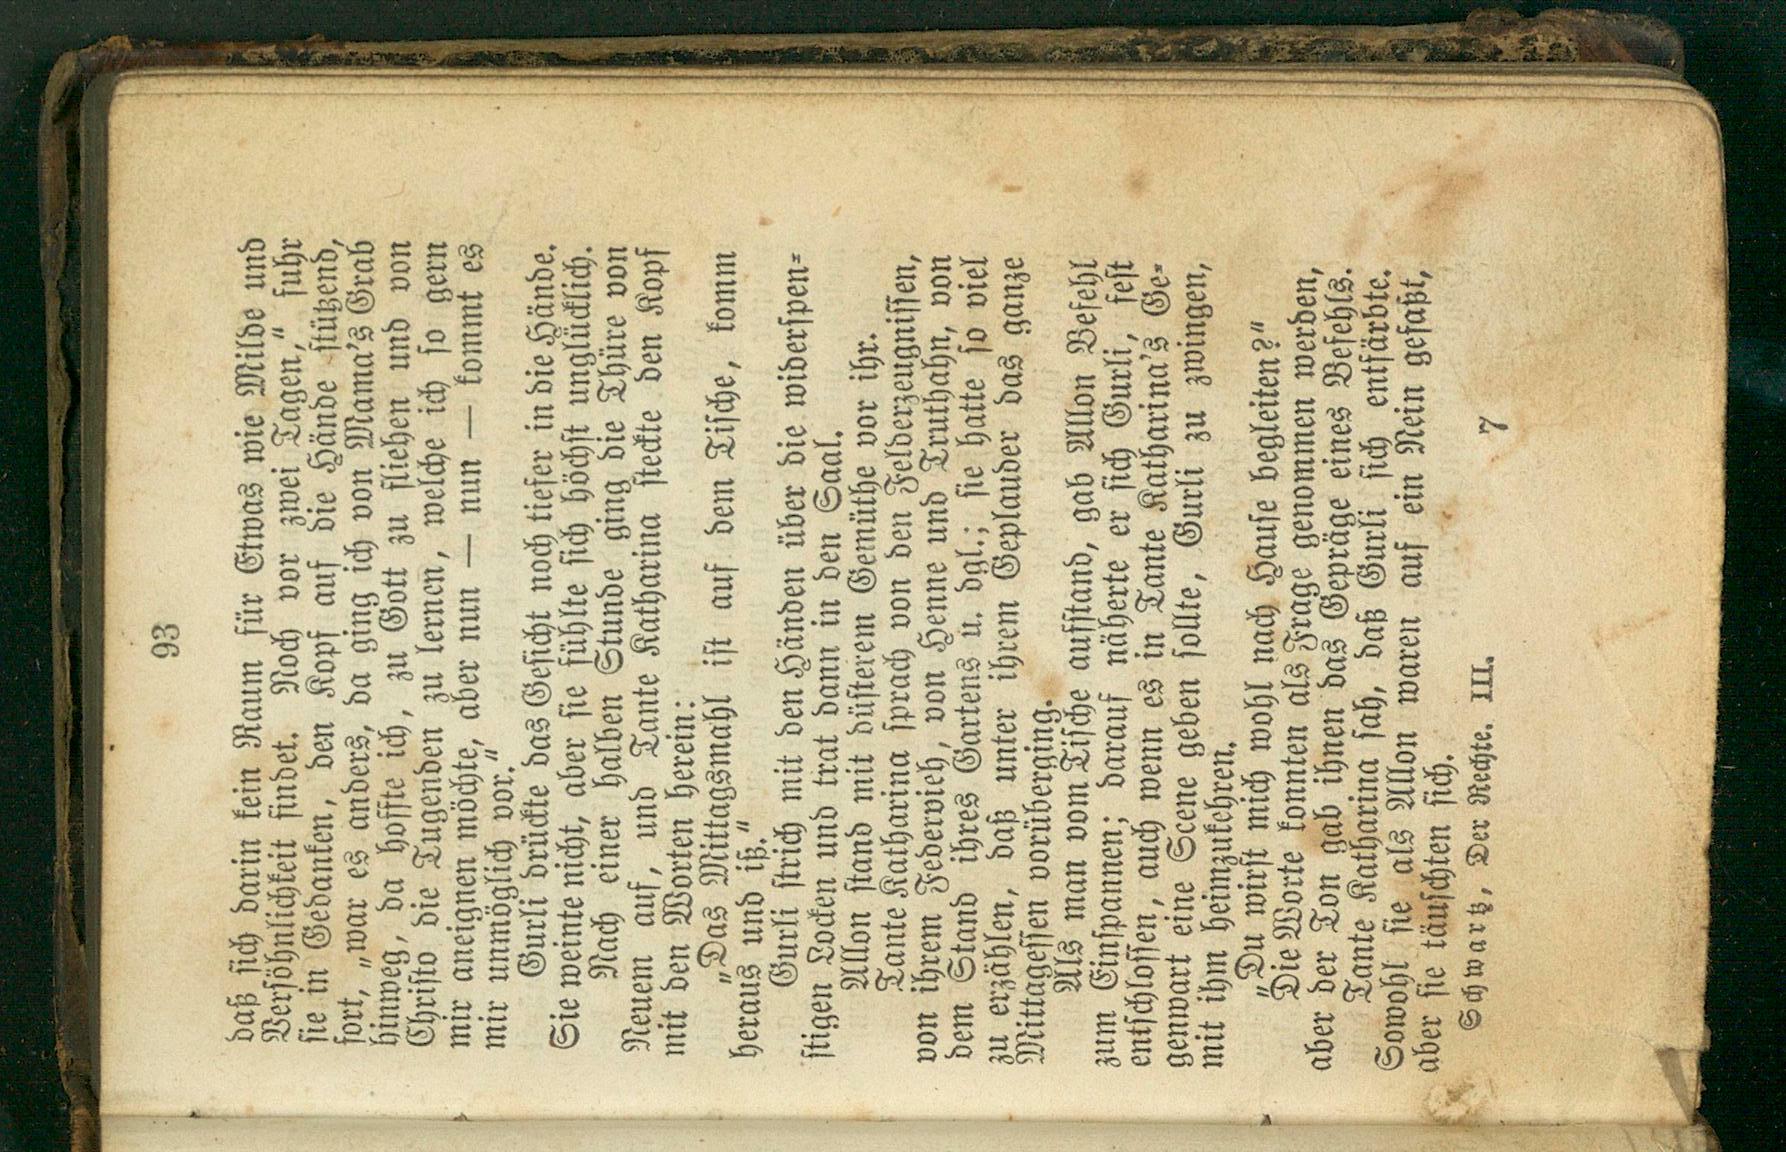 93
daß sich darin kein Raum für Etwas wie Milde und
Versöhnlichkeit findet. Noch vor zwei Tagen,“ fuhr
sie in Gedanken, den Kopf auf die Hände stützend,
fort, „war es anders, da ging ich von Mama's Grab
hinweg, da hoffte ich, zu Gott zu fliehen und von
Christo die Tugenden zu lernen, welche ich so gern
mir aneignen möchte, aber nun — nun — kommt es
mir unmöglich vor.“
Gurli drückte das Gesicht noch tiefer in die Hände.
Sie weinte nicht, aber sie fühlte sich höchst unglücklich.
Nach einer halben Stunde ging die Thüre von
Neuem auf, und Tante Katharina steckte den Kopf
mit den Worten herein:
„Das Mittagsmahl ist auf dem Tische, komm
heraus und iß.“
Gurli strich mit den Händen über die widerspen-
stigen Locken und trat dann in den Saal.
Allon stand mit düsterem Gemüthe vor ihr.
Tante Katharina sprach von den Felderzeugnissen,
von ihrem Federvieh, von Henne und Truthahn, von
dem Stand ihres Gartens u. dgl.; sie hatte so viel
zu erzählen, daß unter ihrem Geplauder das ganze
Mittagessen vorüberging.
Als man vom Tische aufstand, gab Allon Befehl
zum Einspannen; darauf näherte er sich Gurli, fest
entschlossen, auch wenn es in Tante Katharina's Ge-
genwart eine Scene geben sollte, Gurli zu zwingen,
mit ihm heimzukehren.
„Du wirst mich wohl nach Hause begleiten?“
Die Worte konnten als Frage genommen werden,
aber der Ton gab ihnen das Gepräge eines Befehls.
Tante Katharina sah, daß Gurli sich entfärbte.
Sowohl sie als Allon waren auf ein Nein gefaßt,
aber sie täuschten sich.
Schwartz, Der Rechte. III. 7